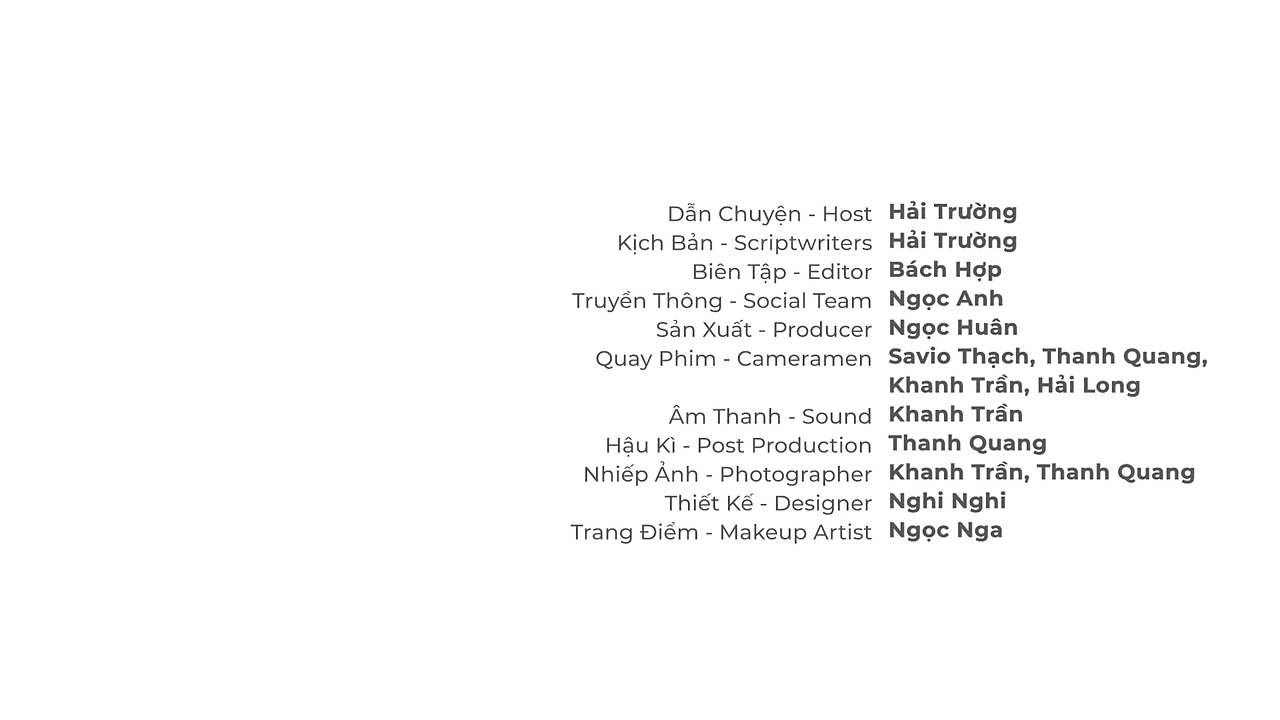 Dẫn Chuyện - Host Hải Trường
Kịch Bản - Scriptwriters Hải Trường
Biên Tập - Editor Bách Hợp
Truyền Thông - Social Team Ngọc Anh
Sản Xuất - Producer Ngọc Huân
Quay Phim - Cameramen Savio Thạch, Thanh Quang,
Khanh Trần, Hải Long
Âm Thanh - Sound Khanh Trần
Hậu Kì - Post Production Thanh Quang
Nhiếp Ảnh - Photographer Khanh Trần, Thanh Quang
Thiết Kế - Designer Nghi Nghi
Trang Điểm - Makeup Artist Ngọc Nga